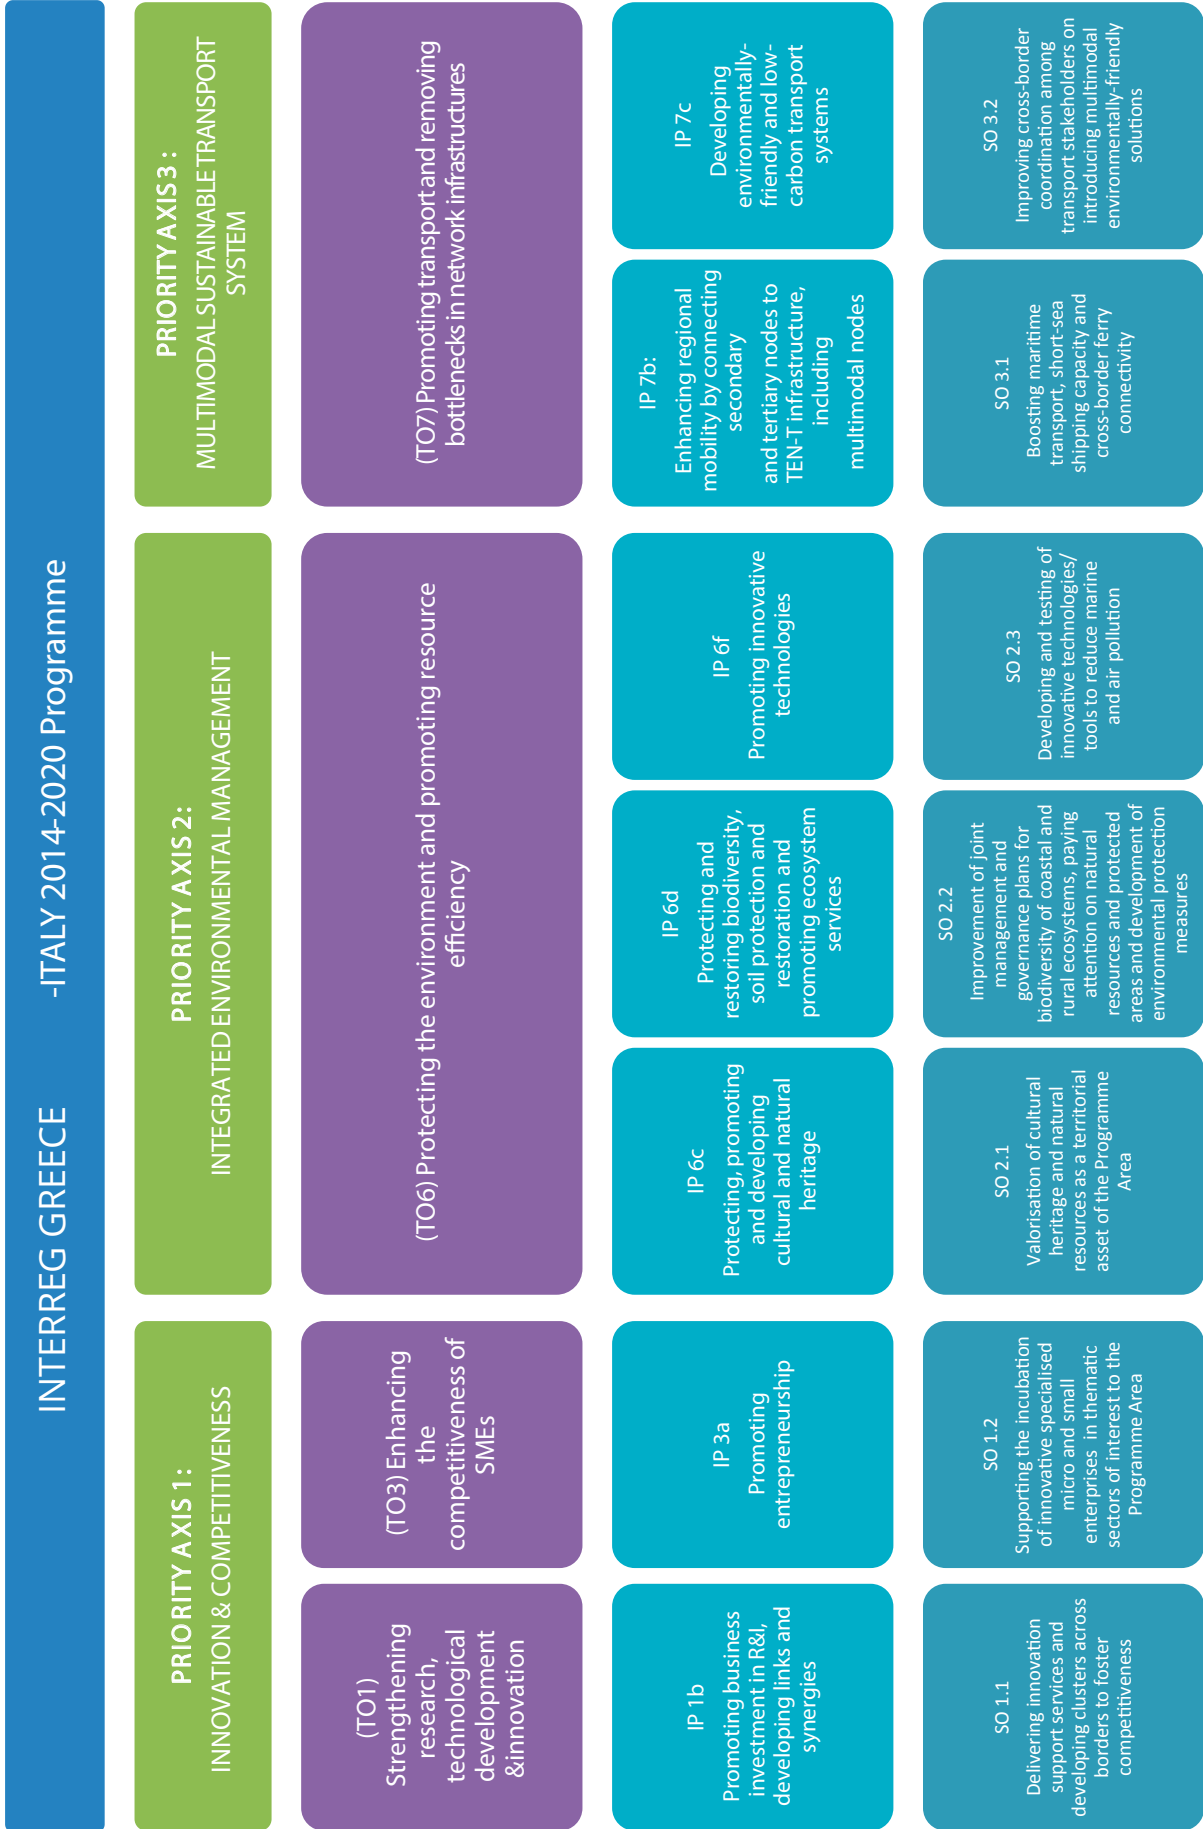 INTERREG GREECE -ITALY 2014-2020 Programme
PRIORITY AXIS 1:
INNOVATION & COMPETITIVENESS
PRIORITY AXIS 2:
INTEGRATED ENVIRONMENTAL MANAGEMENT
PRIORITY AXIS 3 :
MULTIMODAL SUSTAINABLE TRANSPORT
SYSTEM
(TO1)
Strengthening
research,
technological
development
&innovation
(TO3) Enhancing
the
competitiveness of
SMEs
(TO6) Protecting the environment and promoting resource
efficiency
(TO7) Promoting transport and removing
bottlenecks in network infrastructures
IP 1b
Promoting business
investment in R&I,
developing links and
synergies
IP 3a
Promoting
entrepreneurship
IP 6c
Protecting, promoting
and developing
cultural and natural
heritage
IP 6d
Protecting and
restoring biodiversity,
soil protection and
restoration and
promoting ecosystem
services
IP 6f
Promoting innovative
technologies
IP 7b:
Enhancing regional
mobility by connecting
secondary
and tertiary nodes to
TEN-T infrastructure,
including
multimodal nodes
IP 7c
Developing
environmentally-
friendly and low-
carbon transport
systems
SO 1.1
Delivering innovation
support services and
developing clusters across
borders to foster
competitiveness
SO 1.2
Supporting the incubation
of innovative specialised
micro and small
enterprises in thematic
sectors of interest to the
Programme Area
SO 2.1
Valorisation of cultural
heritage and natural
resources as a territorial
asset of the Programme
Area
SO 2.2
Improvement of joint
management and
governance plans for
biodiversity of coastal and
rural ecosystems, paying
attention on natural
resources and protected
areas and development of
environmental protection
measures
SO 2.3
Developing and testing of
innovative technologies/
tools to reduce marine
and air pollution
SO 3.1
Boosting maritime
transport, short-sea
shipping capacity and
cross-border ferry
connectivity
SO 3.2
Improving cross-border
coordination among
transport stakeholders on
introducing multimodal
environmentally-friendly
solutions